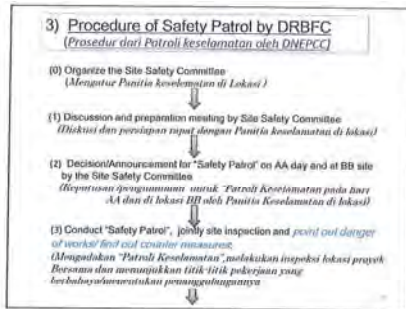 3) Procedure of Safety Patrol by DRBFC
(Prosedur dari Patroli keselamatan oleh DNEPCC)
(0) Organize the Site Safety Committee
(Mengatur Panitia keselematan di Lokasi)
(1) Discussion and preparation meeting by Site Safety Committee
(Diskusi dan persiapan rapat dengan Panitia keselamatan di lokasi)
(2) Decision/Announcement for "Safety Patrol" on AA day and at BB site
by the Site Safety Committee
(Keputusan/pengumuman untuk "Patroli Keselamatan pada hari
AA dan di lokasi BB oleh Panitia Keselamatan di lokasi)
(3) Conduct "Safety Patrol", jointly site inspection and point out danger
of works/ find out counter measures.
(Mengadakan "Patroli Keselamatan", melakukan inspeksi lokasi proyek
Bersama dan menunjukkan titik-titik pekerjaan yang
berbahaya/menentukan penanggulangannya